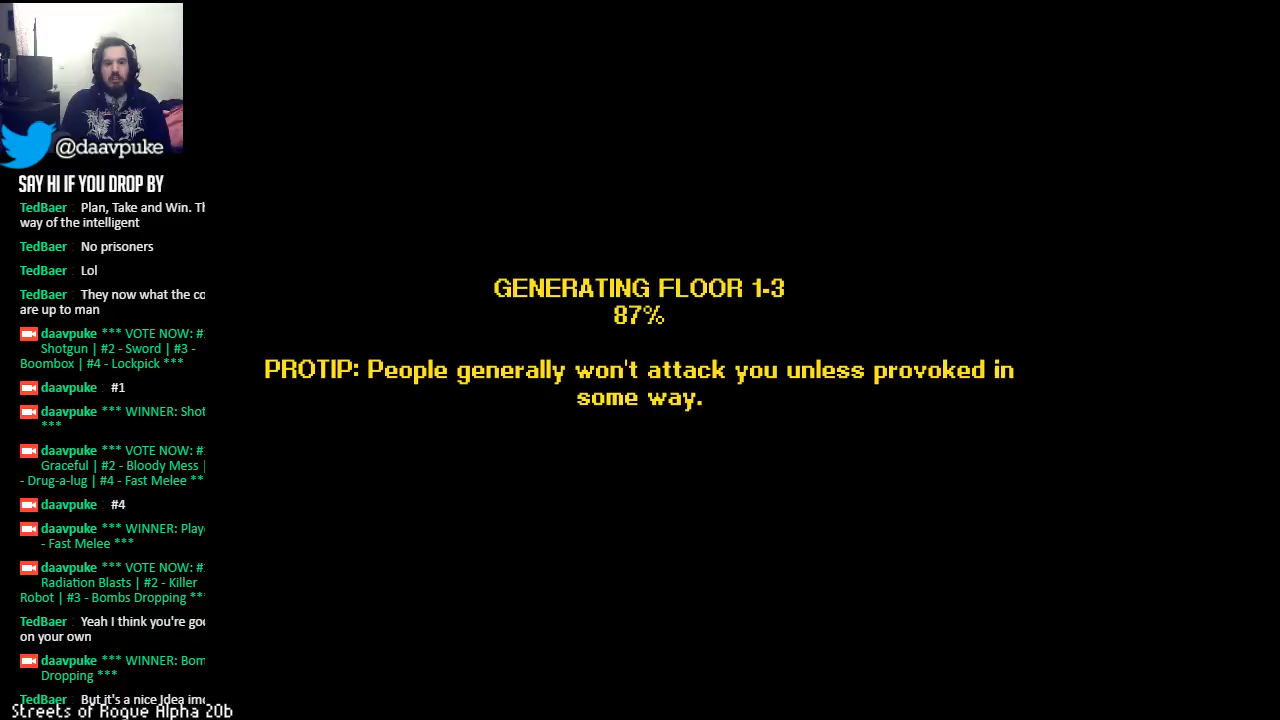 @daavpuke
SAY HI IF YOU DROP BY
TedBaer : Plan, Take and Win. Th
way of the intelligent
TedBaer : No prisoners
TedBaer : Lol
TedBaer : They now what the co
are up to man
daavpuke *** VOTE NOW: #
Shotgun | #2 - Sword | #3 -
Boombox | #4 - Lockpick ***
daavpuke : #1
daavpuke *** WINNER: Shot
***
daavpuke *** VOTE NOW: #
Graceful | #2 - Bloody Mess |
- Drug-a-lug | #4 - Fast Melee **
daavpuke : #4
daavpuke *** WINNER: Playe
- Fast Melee ***
daavpuke *** VOTE NOW: #
Radiation Blasts | #2 - Killer
Robot | #3 - Bombs Dropping **
TedBaer : Yeah I think you're goo
on your own
daavpuke *** WINNER: Bom
Dropping ***
TedBaer : But it's a nice Idea imo
Streets of Rogue Alpha 20b
GENERATING FLOOR 1-3
87%
PROTIP: People generally won't attack you unless provoked in
some way.